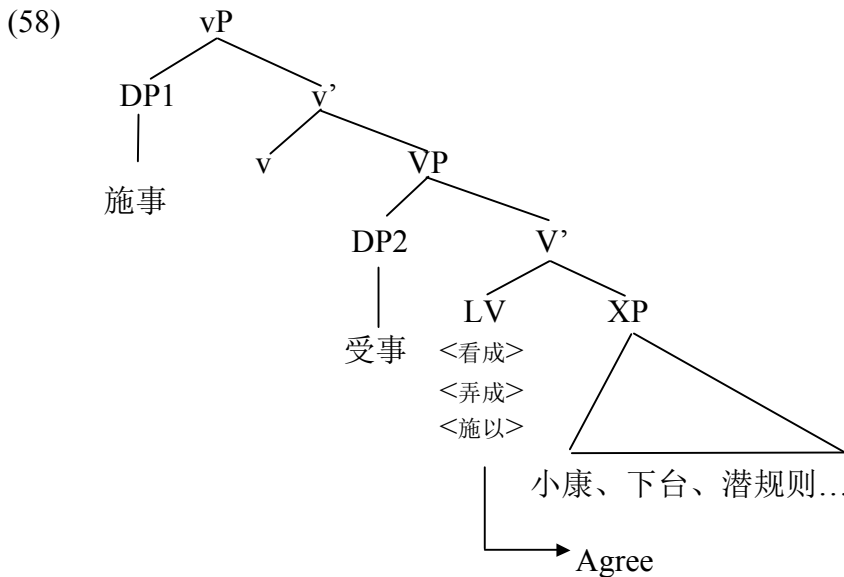 (58) vP
DP1 v’
v VP
施事
DP2 V’
LV XP
受事 <看成>
<弄成>
<施以>
小康、下台、潜规则…
Agree